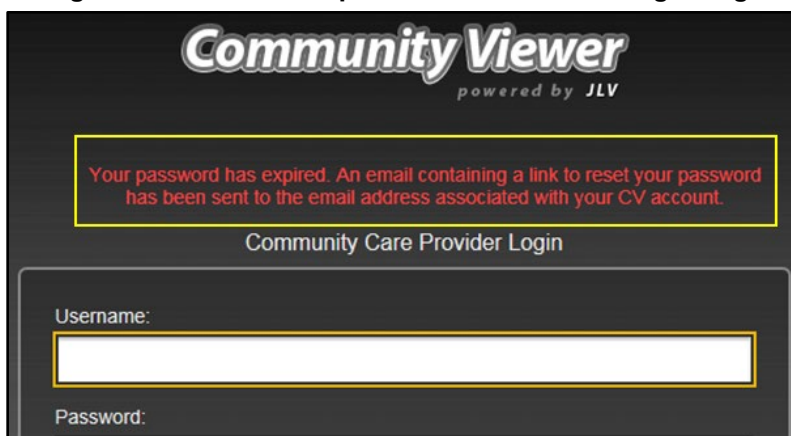 Community Viewer
powered by JLV
Your password has expired. An email containing a link to reset your password
has been sent to the email address associated with your CV account.
Community Care Provider Login
Username:
Password: